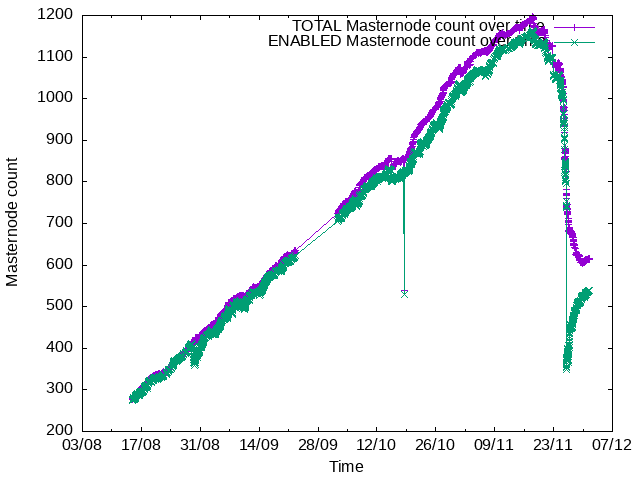 1200
TOTAL Masternode count over time
ENABLED Masternode count over
1100
1000
900
800
700
600
500
400
300
200
Masternode count
03/08 17/08 31/08 14/09 28/09 12/10 26/10 09/11 23/11 07/12
Time